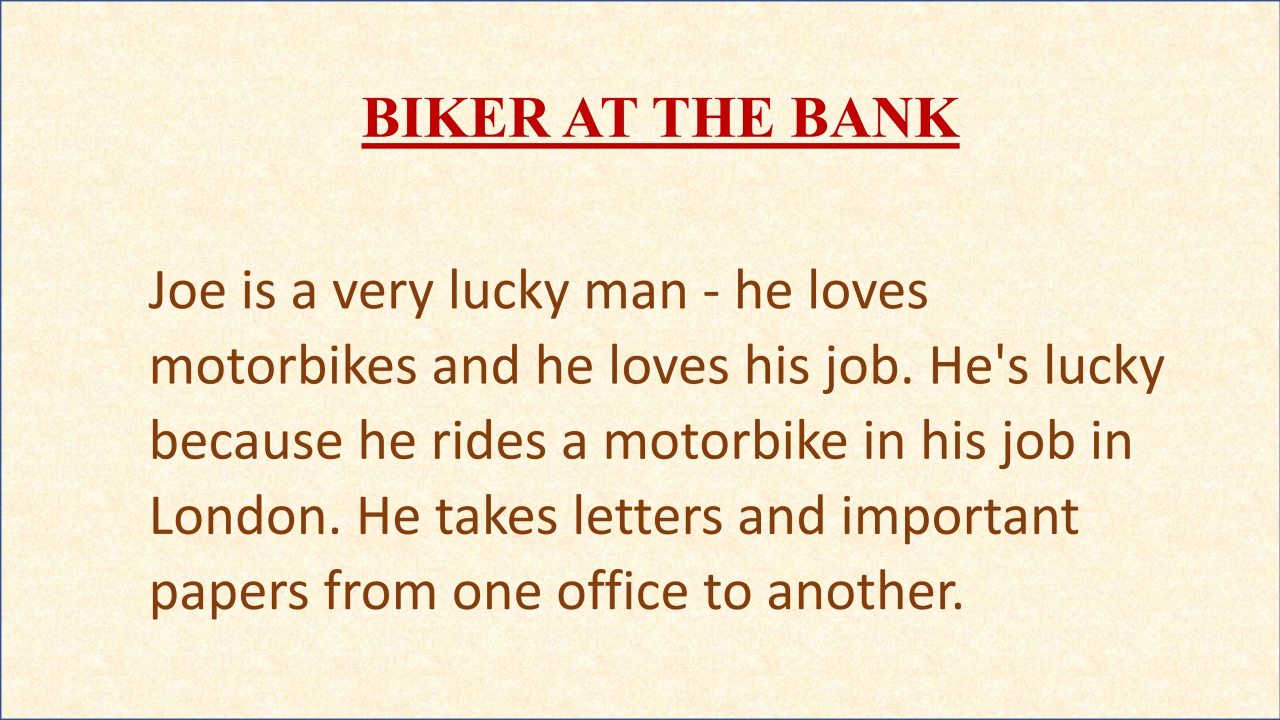 BIKER AT THE BANK
Joe is a very lucky man - he loves
motorbikes and he loves his job. He's lucky
because he rides a motorbike in his job in
London. He takes letters and important
papers from one office to another.